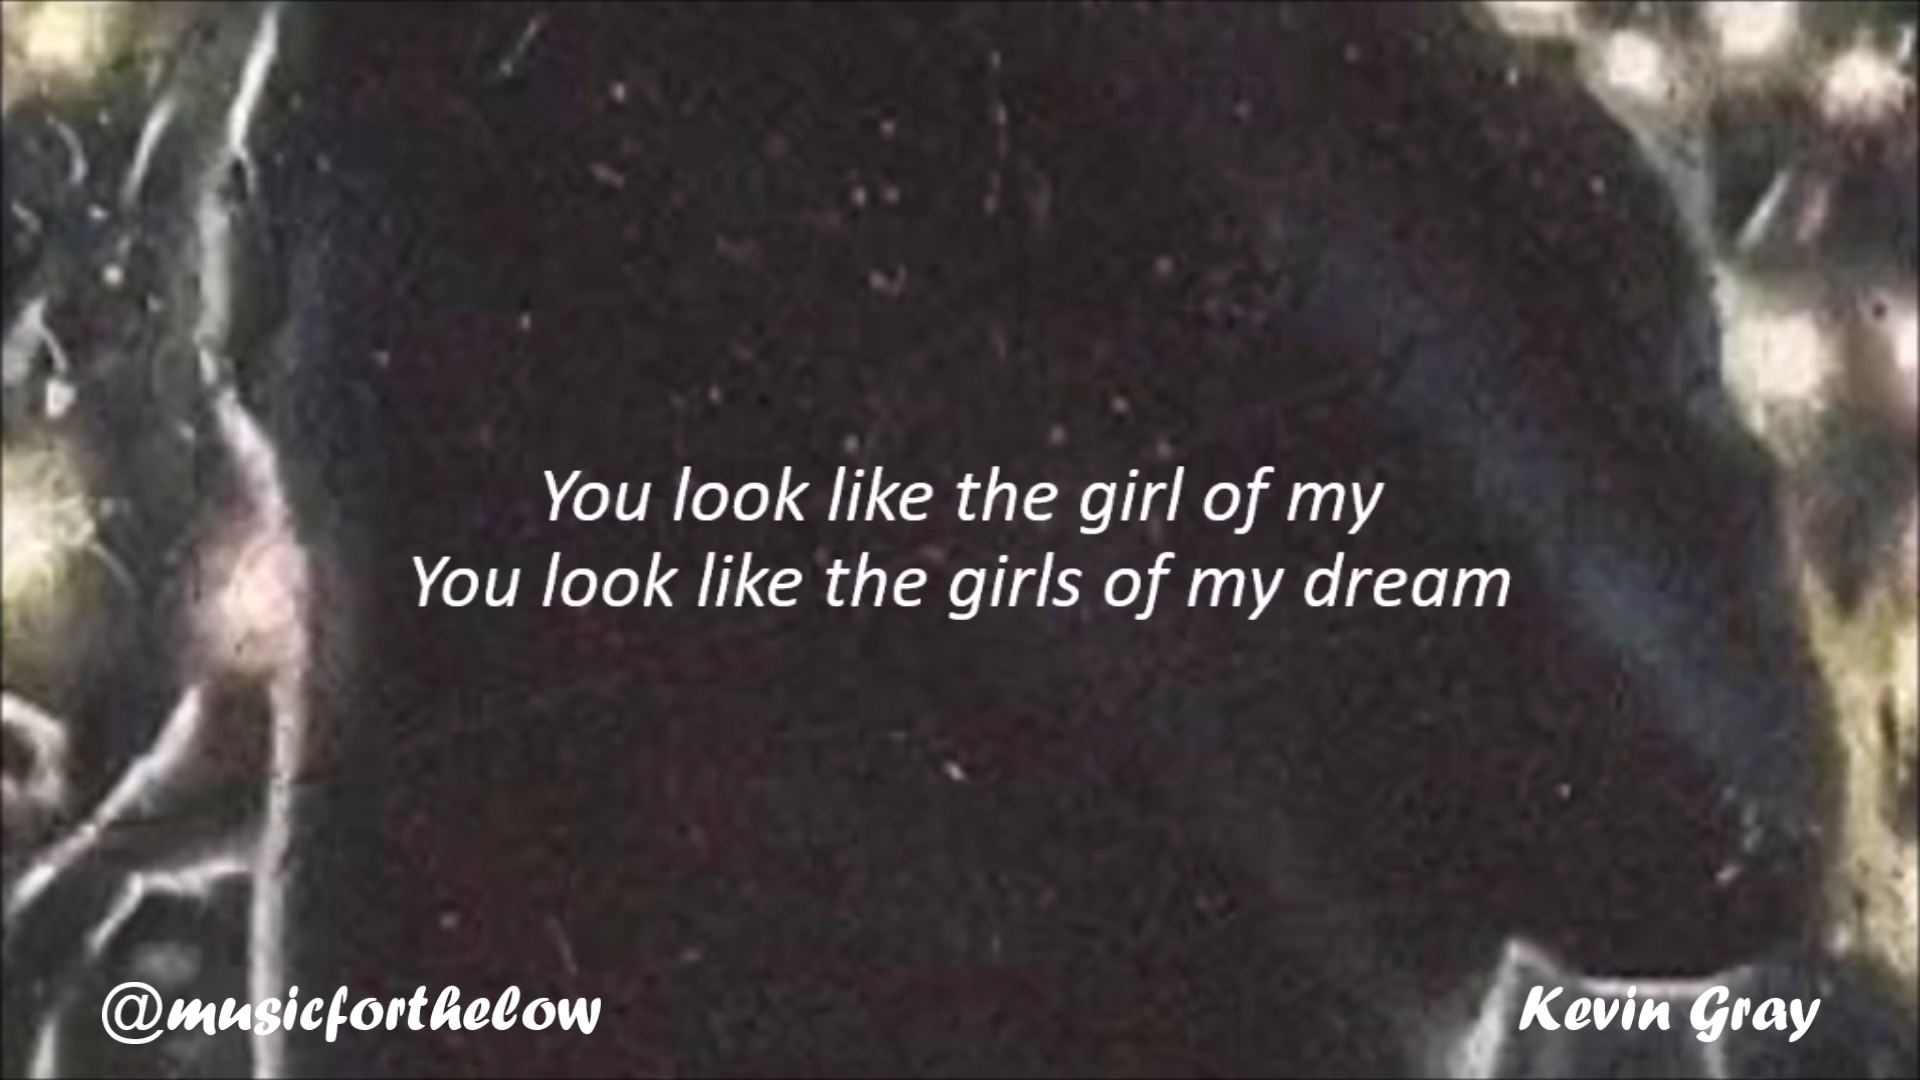 You look like the girl of my
You look like the girls of my dream
@musicforthelow
Kevin Gray